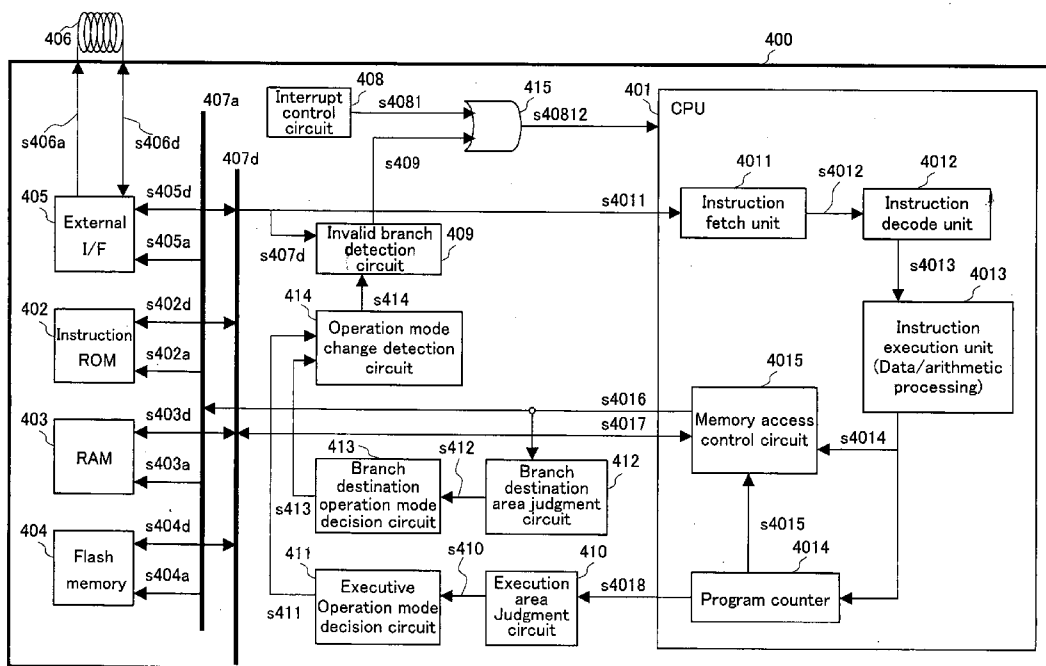 406
400
407a
408
Interrupt
control
circuit
s4081
415
s40812
401
CPU
s406a
s406d
407d
s409
405
External
I/F
s405d
s405a
s4011
4011
Instruction
fetch unit
s4012
4012
Instruction
decode unit
s407d
Invalid branch
detection
circuit
409
s4013
4013
Instruction
execution unit
(Data/arithmetic
processing)
414
s414
Operation mode
change detection
circuit
402
Instruction
ROM
s402d
s402a
4015
Memory access
control circuit
s4016
s4017
s4014
403
RAM
s403d
s403a
413
Branch
destination
operation mode
decision circuit
s413
s412
Branch
destination
area judgment
circuit
412
s4015
404
Flash
memory
s404d
s404a
411
Executive
Operation mode
decision circuit
s411
s410
410
Execution
area
Judgment
circuit
s4018
4014
Program counter